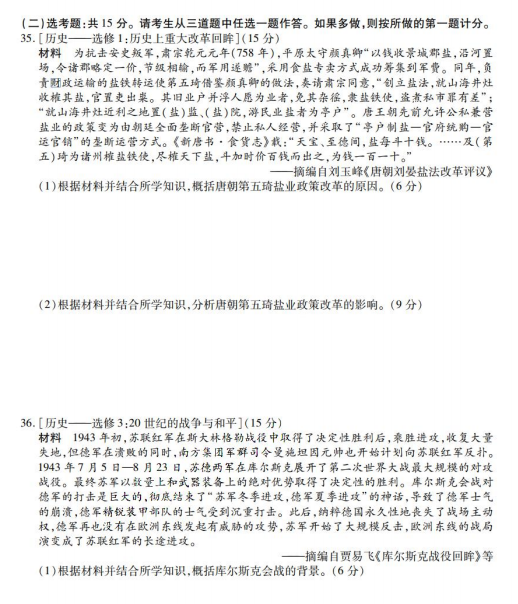 (二)选考题:共 15 分。请考生从三道题中任选一题作答。如果多做,则按所做的第一题计分。
35.[历史——选修 1:历史上重大改革回眸](15 分)
材料 为抗击安史叛军,肃宗乾元元年(758 年),平原太守颜真卿“以钱收景城郡盐,沿河置
场,令诸郡略定一价,节级相输,而军用遂赡”,采用食盐专卖方式成功筹集到军费。同年,负
责财政运输的盐铁转运使第五琦借鉴颜真卿的做法,奏请肃宗同意,“创立盐法,就山海井灶
收榷其盐,官置吏出粜。其旧业户并浮人愿为业者,免其杂徭,隶盐铁使,盗煮私市罪有差”;
“就山海井灶近利之地置(盐)监、(盐)院,游民业盐者为亭户”。唐王朝先前允许公私兼营
盐业的政策变为由朝廷全面垄断官营,禁止私人经营,并采取了“亭户制盐—官府统购—官
运官销”的垄断运营方式。《新唐书·食货志》载:“天宝、至德间,盐每斗十钱。……及(第
五)琦为诸州榷盐铁使,尽榷天下盐,斗加时价百钱而出之,为钱一百一十。”
——摘编自刘玉峰《唐朝刘晏盐法改革评议》
(1)根据材料并结合所学知识,概括唐朝第五琦盐业政策改革的原因。(6 分)
(2)根据材料并结合所学知识,分析唐朝第五琦盐业政策改革的影响。(9 分)
36.[历史——选修 3:20 世纪的战争与和平](15 分)
材料 1943 年初,苏联红军在斯大林格勒战役中取得了决定性胜利后,乘胜进攻,收复大量
失地,但德军在溃败的同时,南方集团军群司令曼施坦因元帅也开始计划向苏联红军反扑。
1943 年 7 月 5 日—8 月 23 日,苏德两军在库尔斯克展开了第二次世界大战最大规模的对攻
战役。最终苏军以数量上和武器装备上的绝对优势取得了决定性的胜利。库尔斯克会战对
德军的打击是巨大的,彻底结束了“苏军冬季进攻,德军夏季进攻”的神话,导致了德军士气
的崩溃,德军精锐装甲部队的士气受到沉重打击。此后,纳粹德国永久性地丧失了战场主动
权,德军再也没有在欧洲东线发起有威胁的攻势,苏军开始了大规模反击,欧洲东线的战局
演变成了苏联红军的长途进攻。
——摘编自贾易飞《库尔斯克战役回眸》等
(1)根据材料并结合所学知识,概括库尔斯克会战的背景。(6 分)